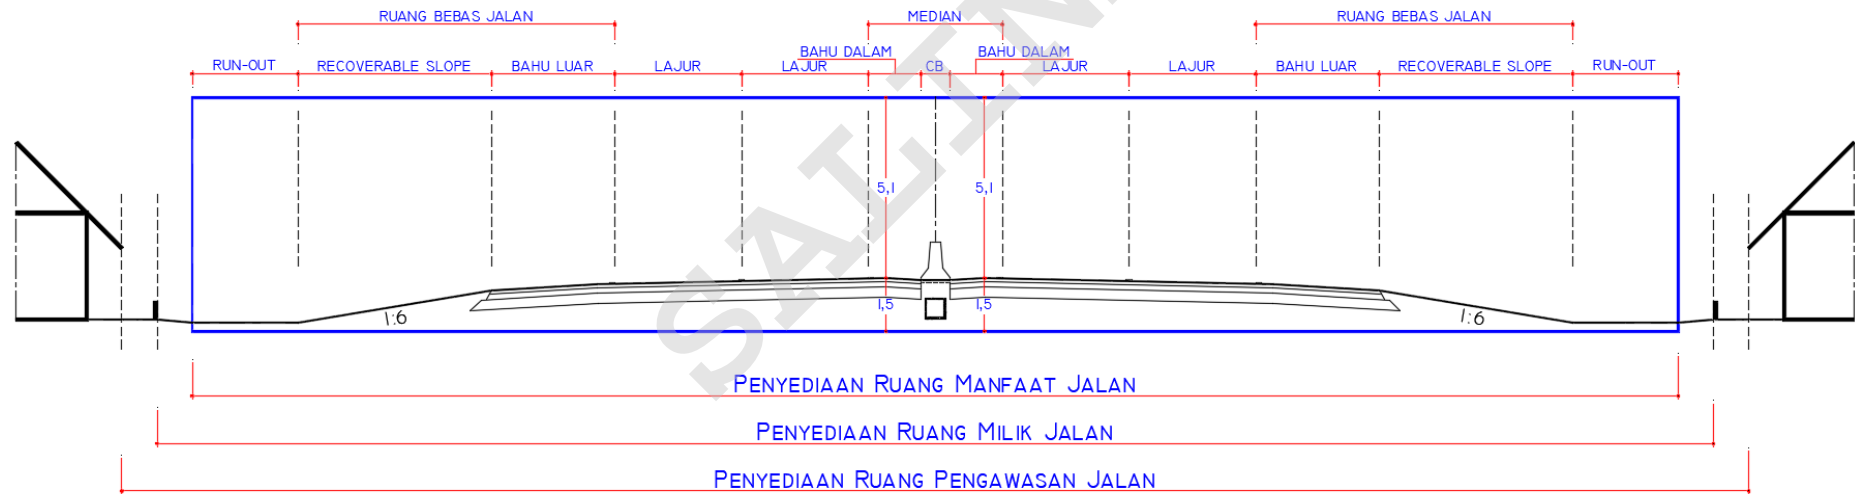 RUANG BEBAS JALAN MEDIAN RUANG BEBAS JALAN
BAHU DALAM BAHU DALAM
RUN-OUT RECOVERABLE SLOPE BAHU LUAR LAJUR LAJUR CB LAJUR LAJUR BAHU LUAR RECOVERABLE SLOPE RUN-OUT
5,1 5,1
1,5 1,5
1:6 1:6
PENYEDIAAN RUANG MANFAAT JALAN
PENYEDIAAN RUANG MILIK JALAN
PENYEDIAAN RUANG PENGAWASAN JALAN